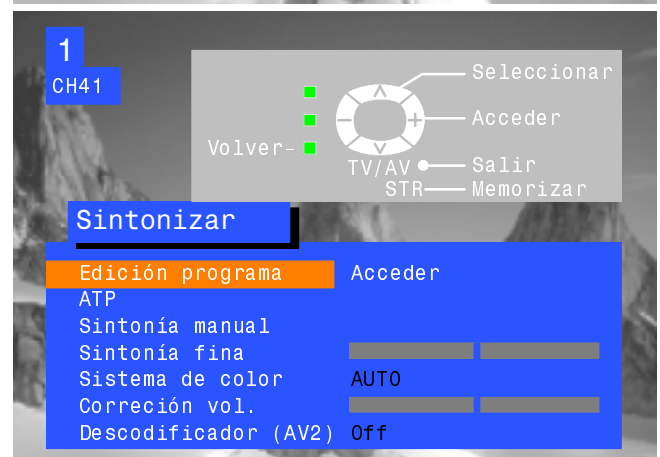 1
CH41
Seleccionar
Acceder
Volver
TV/AV Salir
STR Memorizar
Sintonizar
Edición programa Acceder
ATP
Sintonía manual
Sintonía fina
Sistema de color AUTO
Correción vol.
Descodificador (AV2) Off